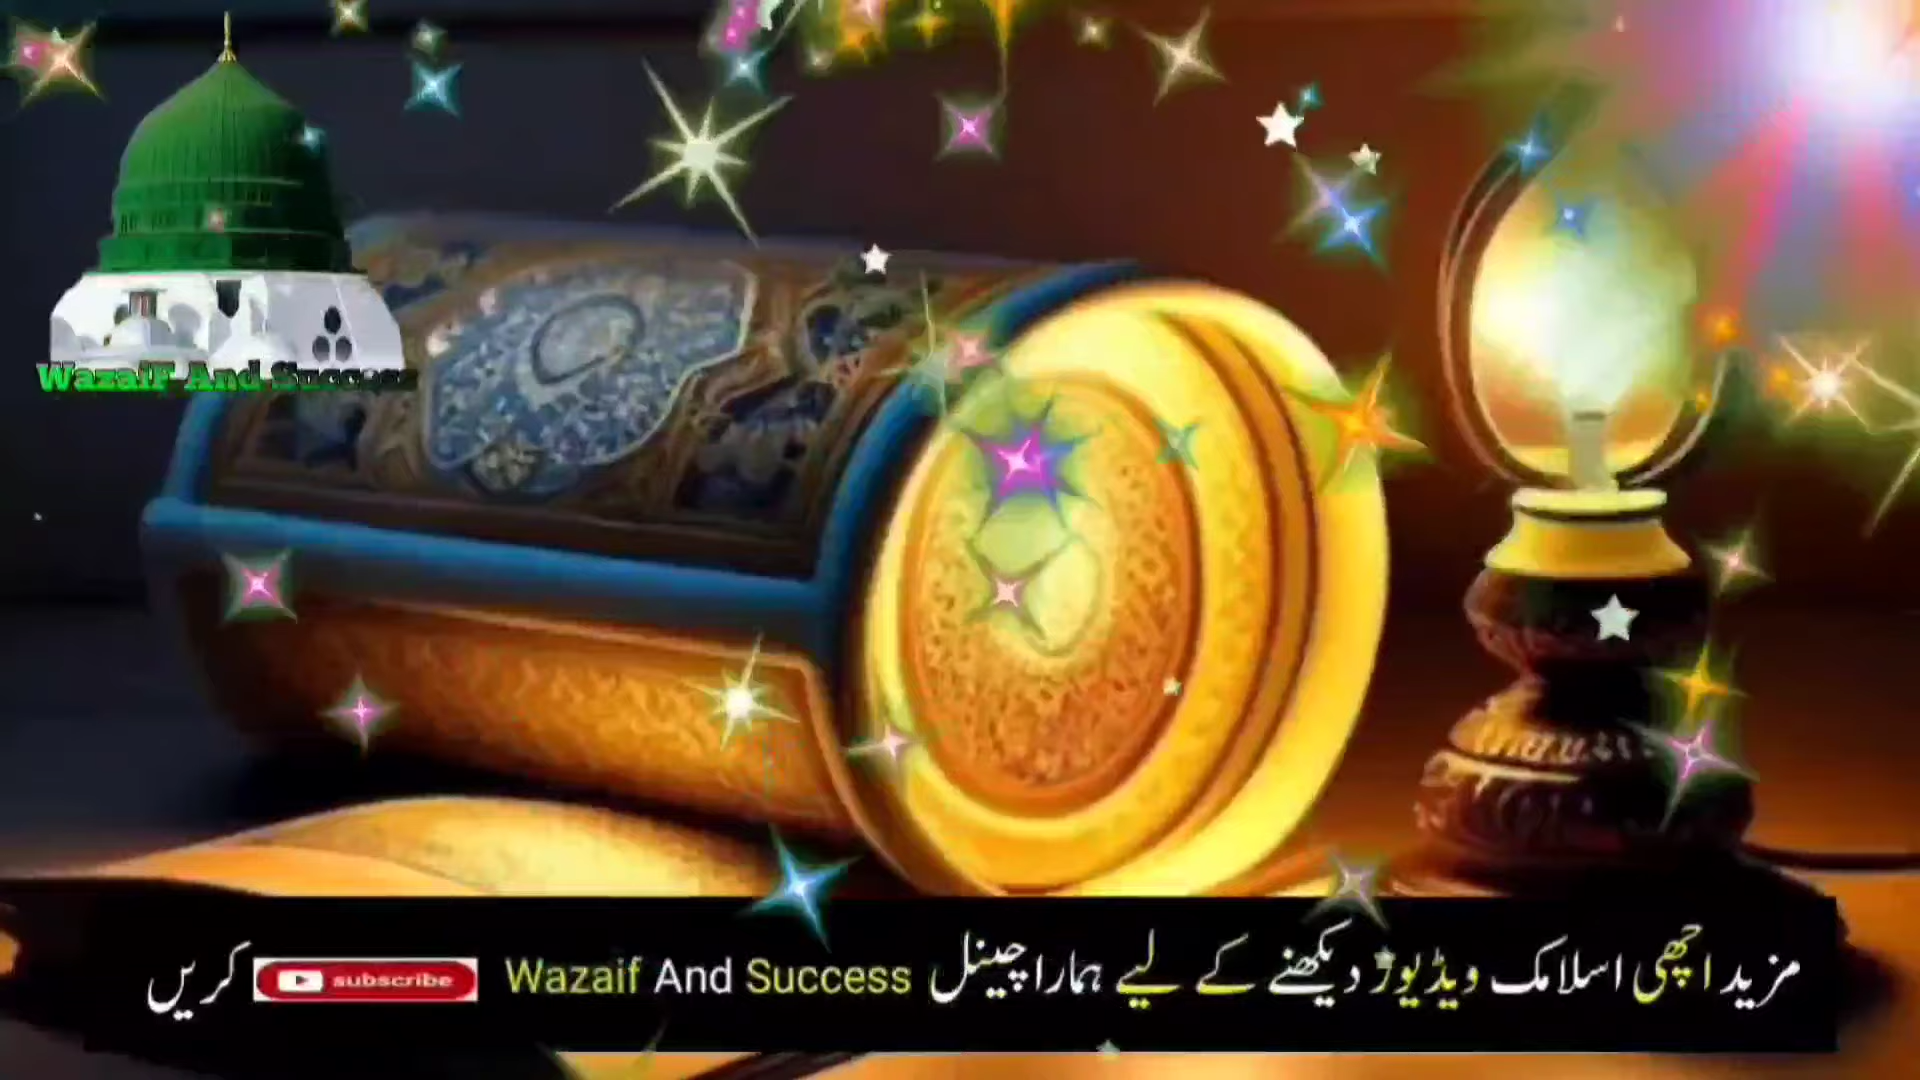 WazaiF And Success
مزید اچھی اسلامک ویڈیوز دیکھنے کے لیے ہمارا چینل Wazaif And Success subscribe کریں